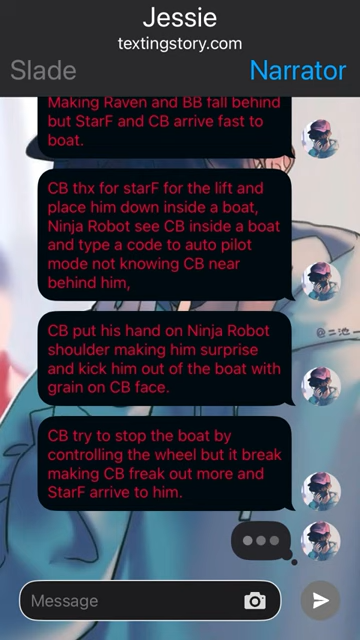 Jessie
textingstory.com
Slade
Narrator
Making Raven and BB fall behind
but StarF and CB arrive fast to
boat.
CB thx for starF for the lift and
place him down inside a boat,
Ninja Robot see CB inside a boat
and type a code to auto pilot
mode not knowing CB near
behind him,
CB put his hand on Ninja Robot
shoulder making him surprise
and kick him out of the boat with
grain on CB face.
CB try to stop the boat by
controlling the wheel but it break
making CB freak out more and
StarF arrive to him.
Message